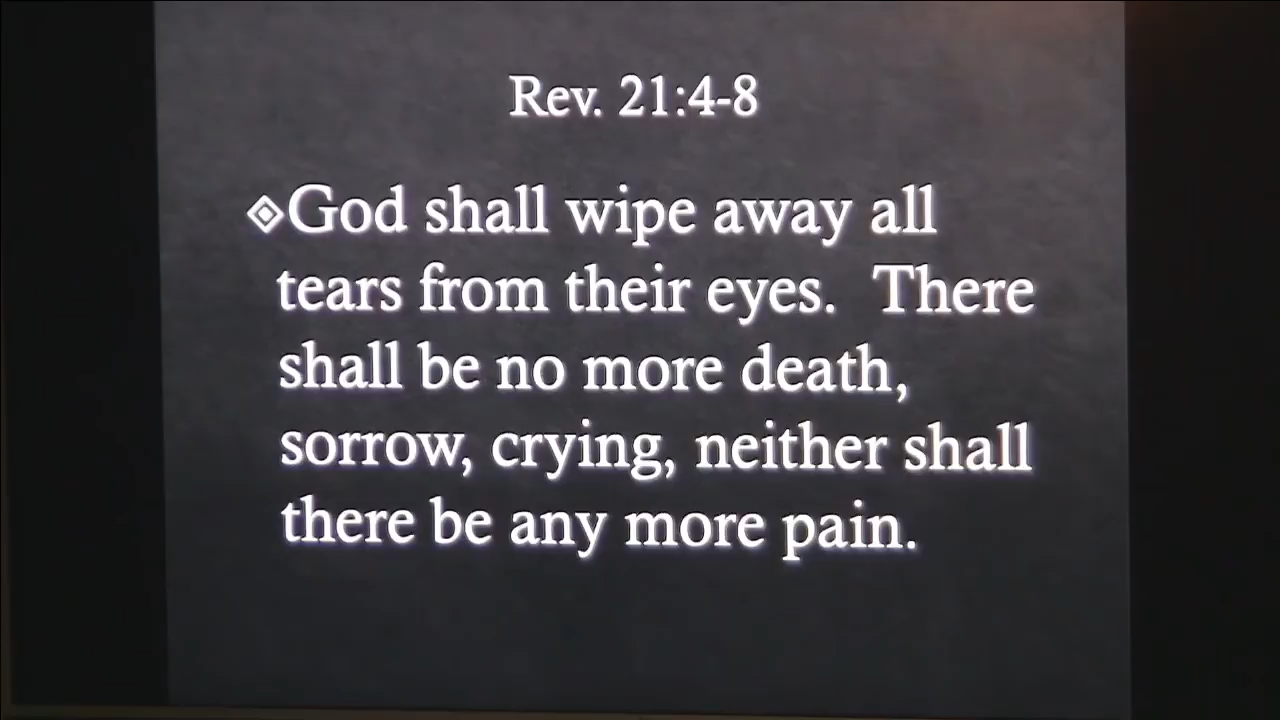 Rev. 21:4-8
God shall wipe away all
tears from their eyes. There
shall be no more death,
sorrow, crying, neither shall
there be any more pain.